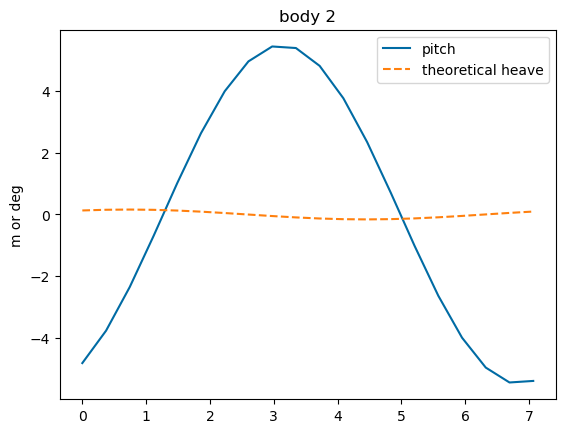 body 2
pitch
theoretical heave
m or deg
4
2
0
−2
−4
0 1 2 3 4 5 6 7